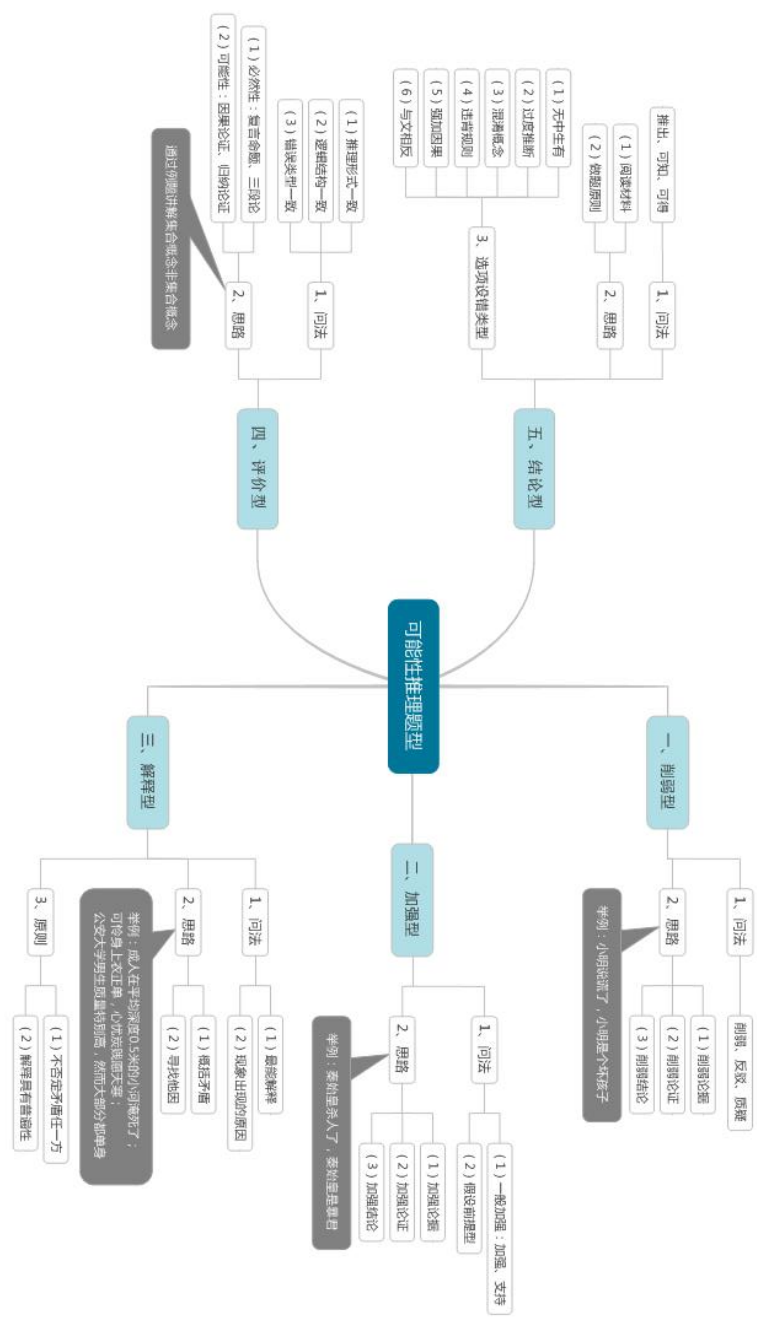 可能性推理题型
一、削弱型
1、问法
削弱、反驳、质疑
2、思路
(1)削弱论据
(2)削弱论证
(3)削弱结论
举例：小明说谎了，小明是个坏孩子
二、加强型
1、问法
(1)一般加强：加强、支持
(2)假设前提型
2、思路
(1)加强论据
(2)加强论证
(3)加强结论
举例：秦始皇杀人了，秦始皇是暴君
三、解释型
1、问法
(1)最能解释
(2)现象出现的原因
2、思路
(1)概括矛盾
(2)寻找他因
举例：成人在平均深度0.5米的小河淹死了；
可怜身上衣正单，心忧炭贱愿天寒；
公安大学男生质量特别高，然而大部分都单身
3、原则
(1)不否定矛盾任一方
(2)解释具有普遍性
四、评价型
1、问法
(1)推理形式一致
(2)逻辑结构一致
(3)错误类型一致
2、思路
(1)必然性：复言命题、三段论
(2)可能性：因果论证、归纳论证
透过例题讲解集合概念非集合概念
五、结论型
1、问法
推出、可知、可得
2、思路
(1)阅读材料
(2)做题原则
3、选项设错类型
(1)无中生有
(2)过度推断
(3)混淆概念
(4)违背规则
(5)强加因果
(6)与文相反